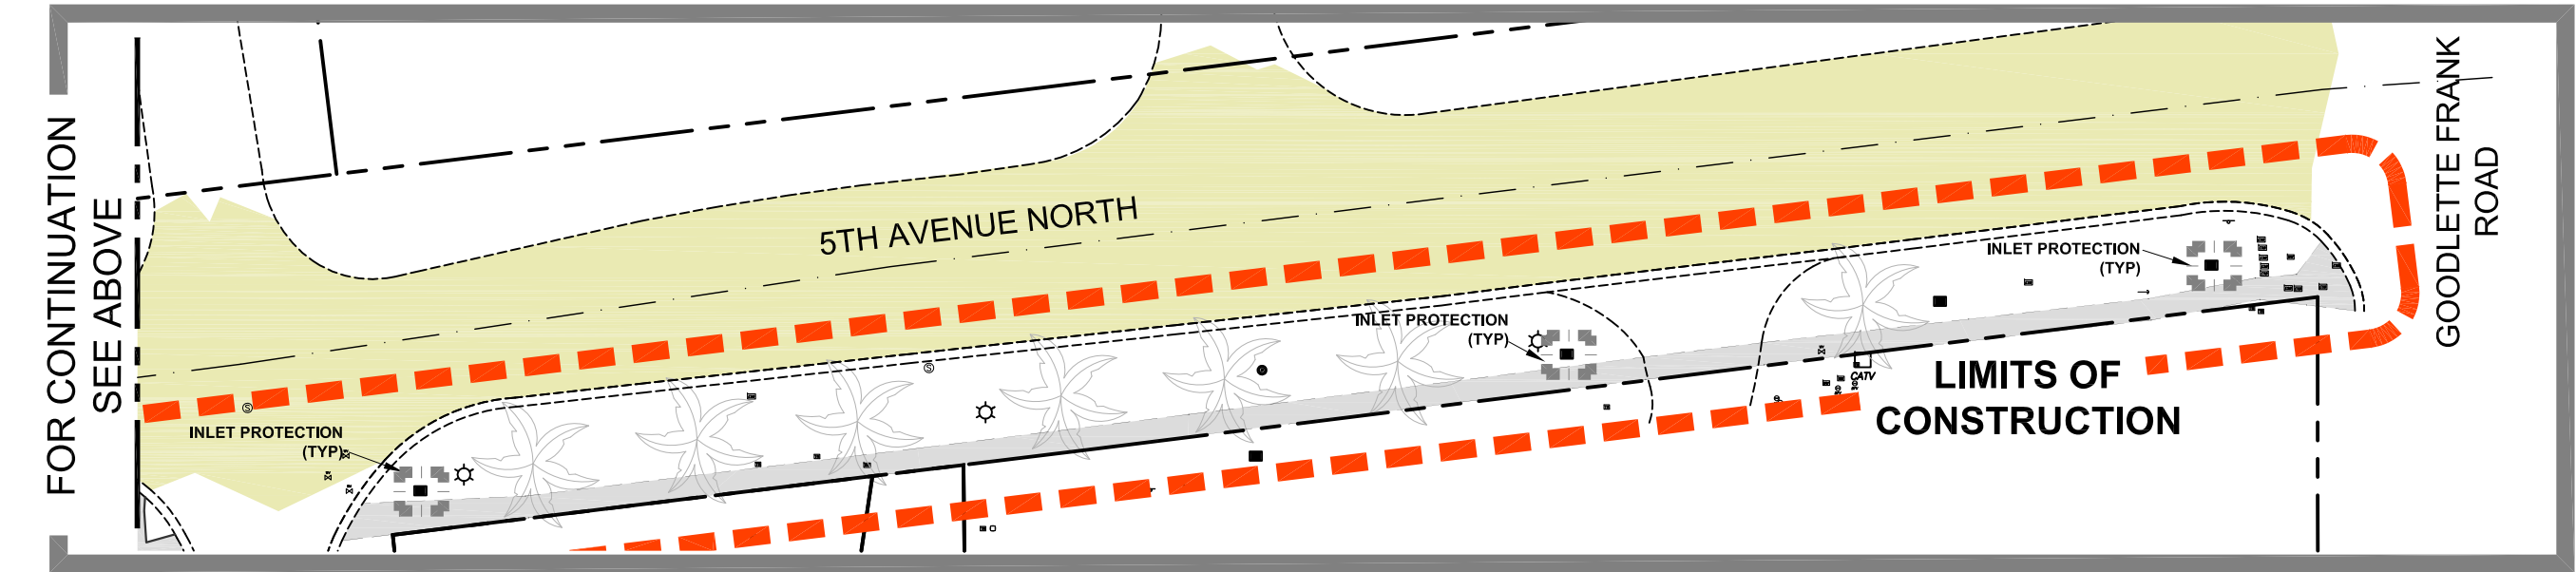 FOR CONTINUATION
SEE ABOVE
5TH AVENUE NORTH
GOODLETTE FRANK
ROAD
INLET PROTECTION
(TYP)
INLET PROTECTION
(TYP)
INLET PROTECTION
(TYP)
S
S
CATV
LIMITS OF
CONSTRUCTION